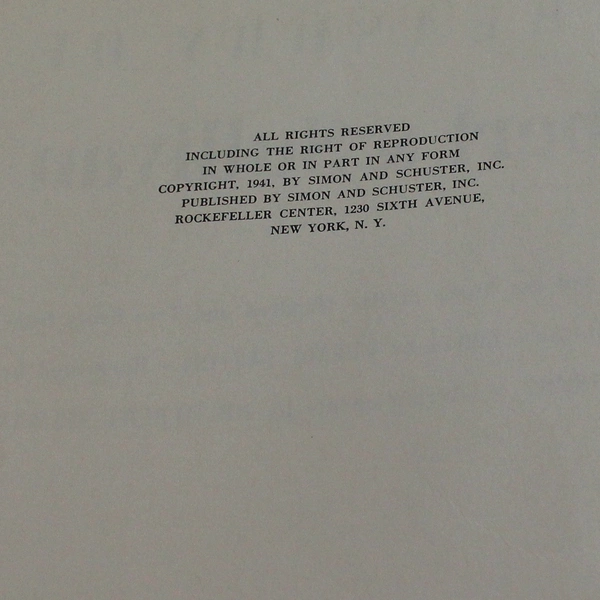 ALL RIGHTS RESERVED
INCLUDING THE RIGHT OF REPRODUCTION
IN WHOLE OR IN PART IN ANY FORM
COPYRIGHT, 1941, BY SIMON AND SCHUSTER, INC.
PUBLISHED BY SIMON AND SCHUSTER, INC.
ROCKEFELLER CENTER, 1230 SIXTH AVENUE,
NEW YORK, N. Y.